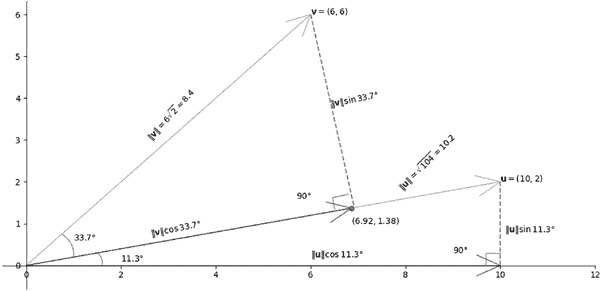 6
v = (6, 6)
5
4
‖v‖ = 6√2 ≈ 8.4
‖v‖sin 33.7°
3
‖u‖ = √104 ≈ 10.2
2
u = (10, 2)
90°
(6.92, 1.38)
1
‖v‖cos 33.7°
33.7°
‖u‖sin 11.3°
11.3°
‖u‖cos 11.3°
90°
0
0 2 4 6 8 10 12